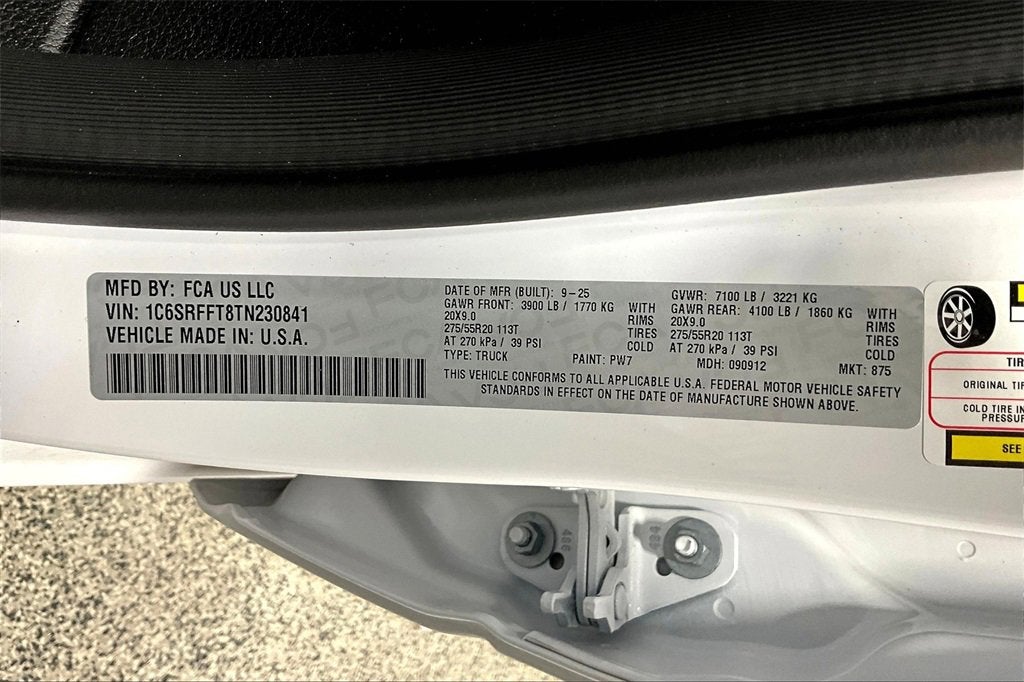 MFD BY: FCA US LLC
VIN: 1C6SRFFT8TN230841
VEHICLE MADE IN: U.S.A.
DATE OF MFR (BUILT): 9-25
GAWR FRONT: 3900 LB / 1770 KG WITH
20X9.0 RIMS
275/55R20 113T TIRES
AT 270 kPa / 39 PSI COLD
TYPE: TRUCK PAINT: PW7
GVWR: 7100 LB / 3221 KG
GAWR REAR: 4100 LB / 1860 KG WITH
20X9.0 RIMS
275/55R20 113T TIRES
AT 270 kPa / 39 PSI COLD
MDH: 090912 MKT: 875
THIS VEHICLE CONFORMS TO ALL APPLICABLE U.S.A. FEDERAL MOTOR VEHICLE SAFETY
STANDARDS IN EFFECT ON THE DATE OF MANUFACTURE SHOWN ABOVE.
TIR
ORIGINAL TIR
COLD TIRE IN
PRESSUR
SEE
486